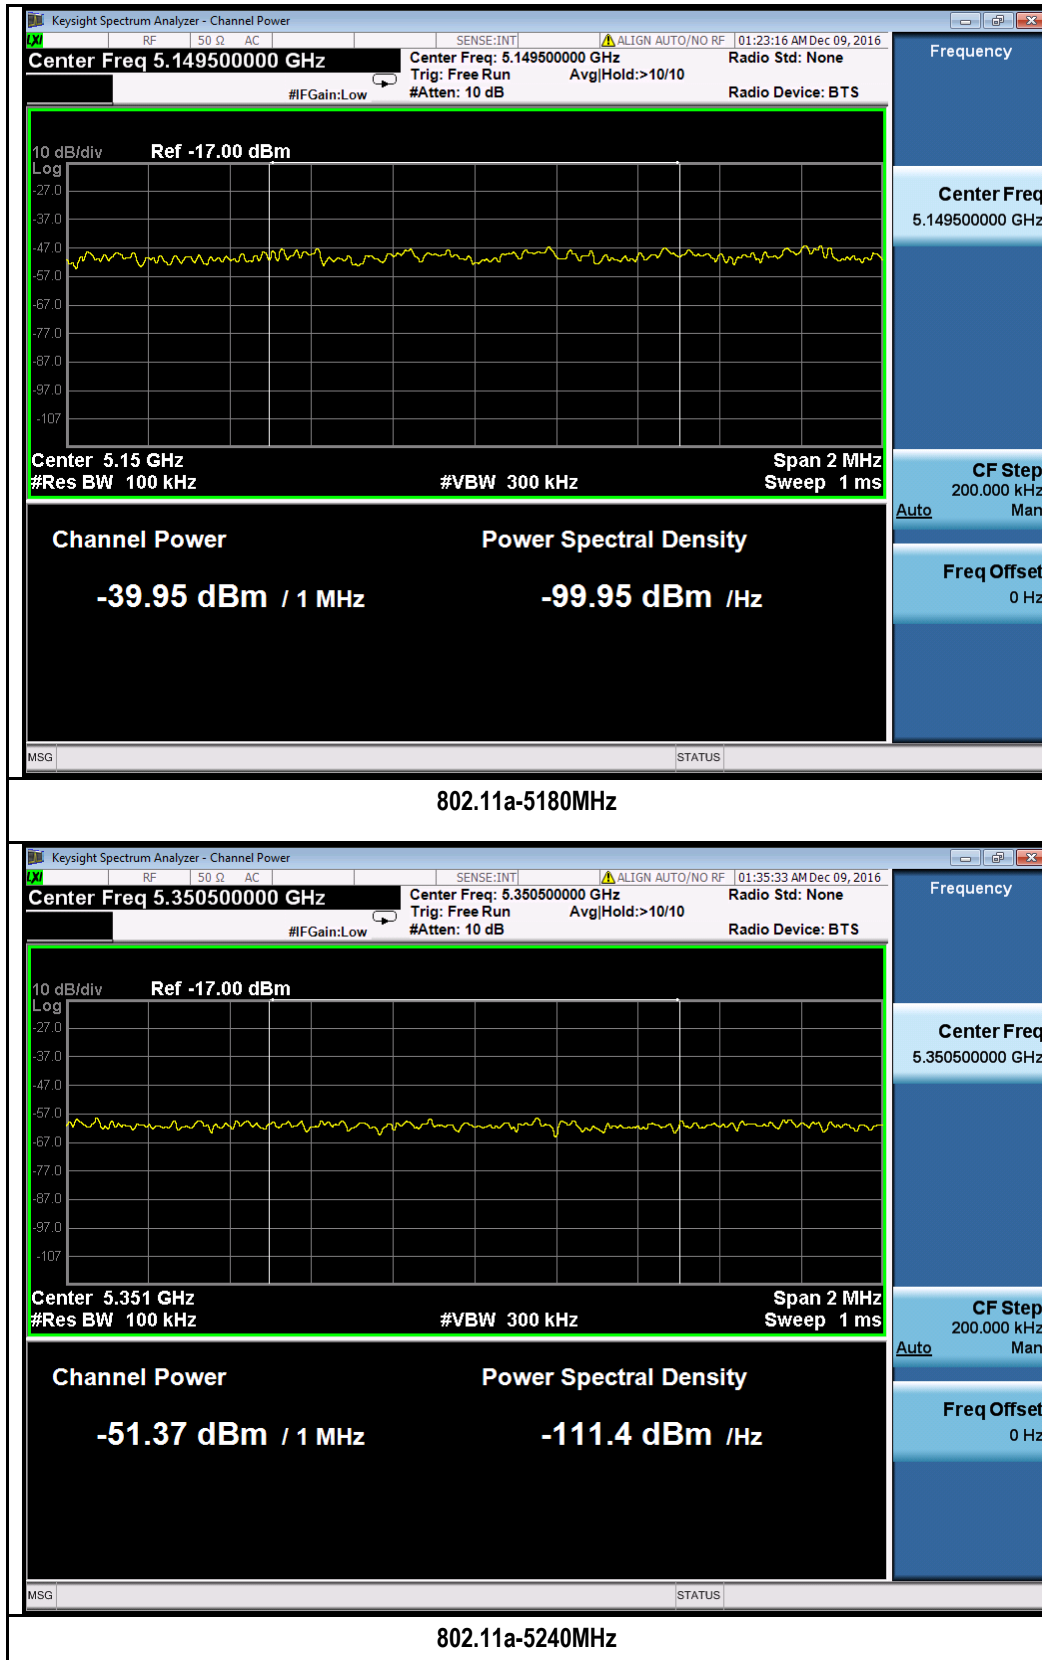 Keysight Spectrum Analyzer - Channel Power
LXI RF 50 Ω AC SENSE:INT ALIGN AUTO/NO RF 01:23:16 AM Dec 09, 2016
Center Freq 5.149500000 GHz Center Freq: 5.149500000 GHz Radio Std: None
Trig: Free Run Avg|Hold:>10/10
#IFGain:Low #Atten: 10 dB Radio Device: BTS
Frequency
10 dB/div Ref -17.00 dBm
Log
-27.0
-37.0
-47.0
-57.0
-67.0
-77.0
-87.0
-97.0
-107
Center 5.15 GHz Span 2 MHz
#Res BW 100 kHz #VBW 300 kHz Sweep 1 ms
Center Freq
5.149500000 GHz
CF Step
200.000 kHz
Auto Man
Freq Offset
0 Hz
Channel Power Power Spectral Density
-39.95 dBm / 1 MHz -99.95 dBm /Hz
MSG STATUS
802.11a-5180MHz
Keysight Spectrum Analyzer - Channel Power
LXI RF 50 Ω AC SENSE:INT ALIGN AUTO/NO RF 01:35:33 AM Dec 09, 2016
Center Freq 5.350500000 GHz Center Freq: 5.350500000 GHz Radio Std: None
Trig: Free Run Avg|Hold:>10/10
#IFGain:Low #Atten: 10 dB Radio Device: BTS
Frequency
10 dB/div Ref -17.00 dBm
Log
-27.0
-37.0
-47.0
-57.0
-67.0
-77.0
-87.0
-97.0
-107
Center 5.351 GHz Span 2 MHz
#Res BW 100 kHz #VBW 300 kHz Sweep 1 ms
Center Freq
5.350500000 GHz
CF Step
200.000 kHz
Auto Man
Freq Offset
0 Hz
Channel Power Power Spectral Density
-51.37 dBm / 1 MHz -111.4 dBm /Hz
MSG STATUS
802.11a-5240MHz